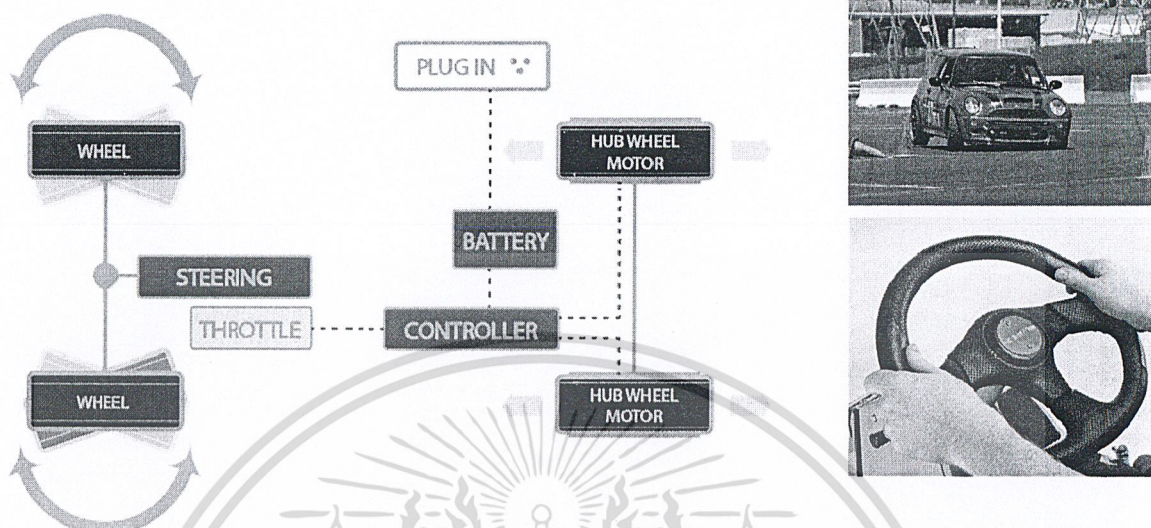 PLUG IN
WHEEL
HUB WHEEL
MOTOR
BATTERY
STEERING
THROTTLE
CONTROLLER
WHEEL
HUB WHEEL
MOTOR